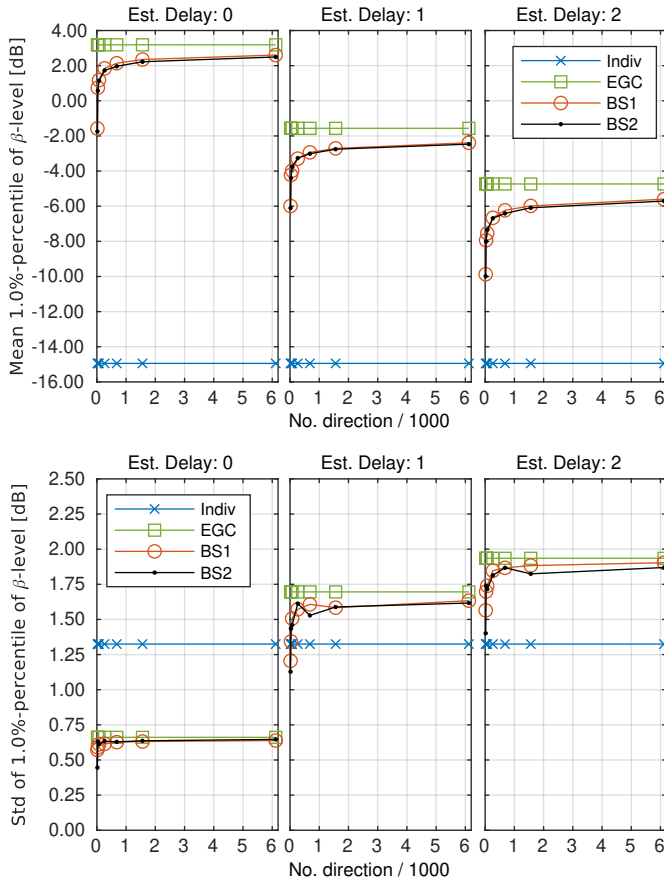 Est. Delay: 0
Est. Delay: 1
Est. Delay: 2
Mean 1.0%-percentile of β-level [dB]
4.00
2.00
0.00
-2.00
-4.00
-6.00
-8.00
-10.00
-12.00
-14.00
-16.00
Indiv
EGC
BS1
BS2
0 1 2 3 4 5 6
0 1 2 3 4 5 6
0 1 2 3 4 5 6
No. direction / 1000
Est. Delay: 0
Est. Delay: 1
Est. Delay: 2
Std of 1.0%-percentile of β-level [dB]
2.50
2.25
2.00
1.75
1.50
1.25
1.00
0.75
0.50
0.25
0.00
Indiv
EGC
BS1
BS2
0 1 2 3 4 5 6
0 1 2 3 4 5 6
0 1 2 3 4 5 6
No. direction / 1000